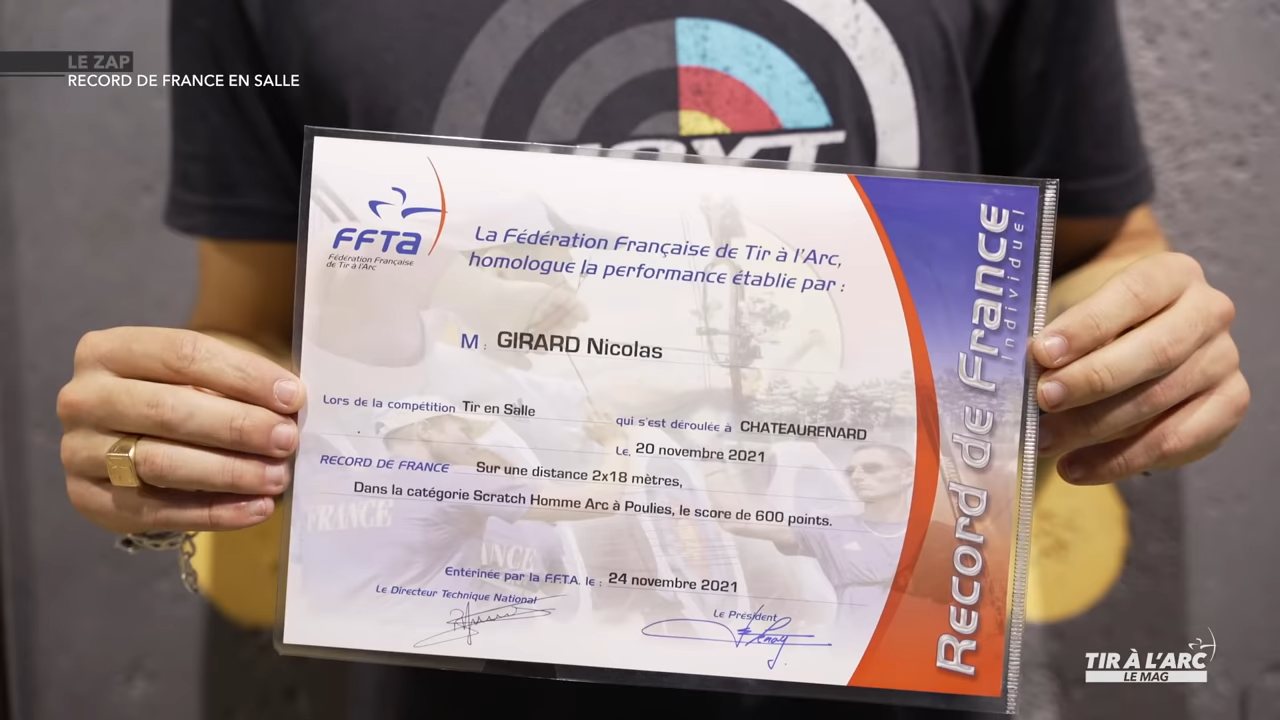 LE ZAP
RECORD DE FRANCE EN SALLE
FFTA
Fédération Française
de Tir à l'Arc
La Fédération Française de Tir à l'Arc,
homologue la performance établie par :
M : GIRARD Nicolas
Lors de la compétition Tir en Salle
qui s'est déroulée à CHATEAURENARD
Le, 20 novembre 2021
RECORD DE FRANCE Sur une distance 2x18 mètres,
Dans la catégorie Scratch Homme Arc à Poulies, le score de 600 points.
Entérinée par la F.F.T.A. le : 24 novembre 2021
Le Directeur Technique National
Le Président
Record de France
individuel
FRANCE
TIR À L'ARC
LE MAG